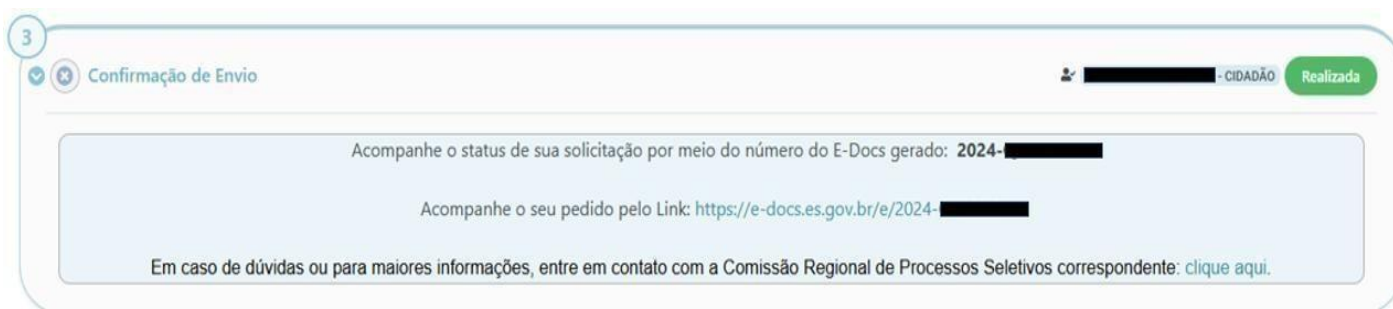 3
Confirmação de Envio
- CIDADÃO
Realizada
Acompanhe o status de sua solicitação por meio do número do E-Docs gerado: 2024-
Acompanhe o seu pedido pelo Link: https://e-docs.es.gov.br/e/2024-
Em caso de dúvidas ou para maiores informações, entre em contato com a Comissão Regional de Processos Seletivos correspondente: clique aqui.